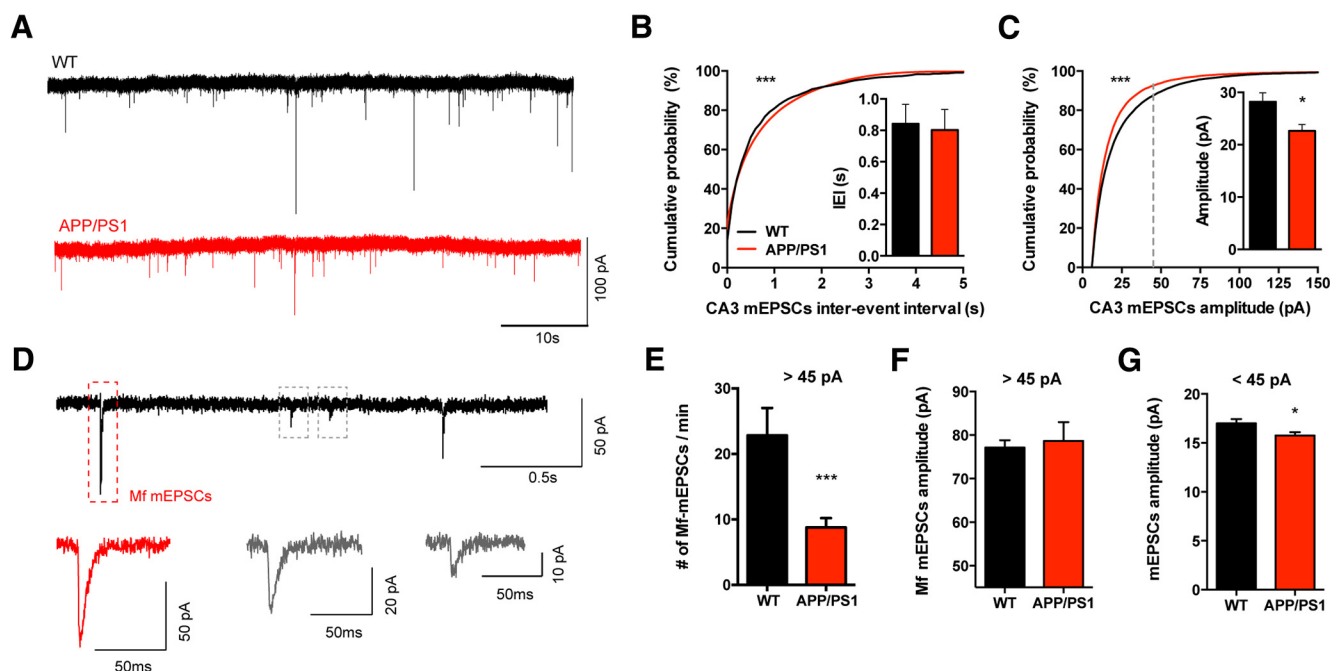 A
WT
APP/PS1
100 pA
10s
B
Cumulative probability (%)
100
80
60
40
20
0
***
WT
APP/PS1
IEI (s)
1.0
0.8
0.6
0.4
0.2
0.0
0 1 2 3 4 5
CA3 mEPSCs inter-event interval (s)
C
Cumulative probability (%)
100
80
60
40
20
0
***
Amplitude (pA)
30
20
10
0
*
0 25 50 75 100 125 150
CA3 mEPSCs amplitude (pA)
D
Mf mEPSCs
50 pA
0.5s
50 pA
50ms
20 pA
50ms
10 pA
50ms
E
> 45 pA
# of Mf-mEPSCs / min
30
20
10
0
***
WT APP/PS1
F
> 45 pA
Mf mEPSCs amplitude (pA)
90
80
70
60
50
WT APP/PS1
G
< 45 pA
mEPSCs amplitude (pA)
20
15
10
5
0
*
WT APP/PS1